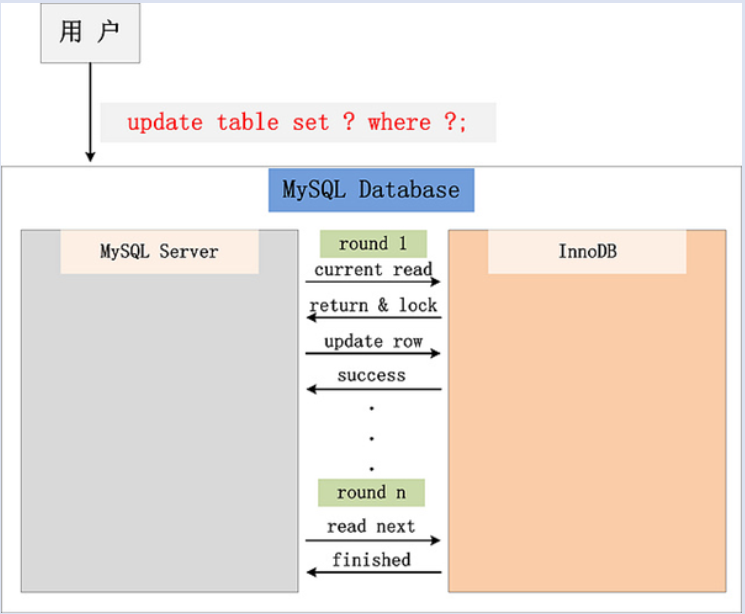 用 户
update table set ? where ?;
MySQL Database
MySQL Server
round 1
InnoDB
current read
return & lock
update row
success
.
.
.
round n
read next
finished